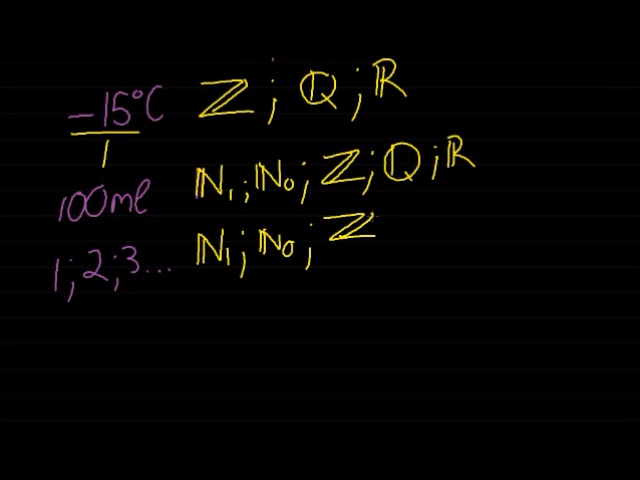 -15°C ℤ; ℚ; ℝ
1
100ml ℕ₁; ℕ₀; ℤ; ℚ; ℝ
1; 2; 3... ℕ₁; ℕ₀; ℤ